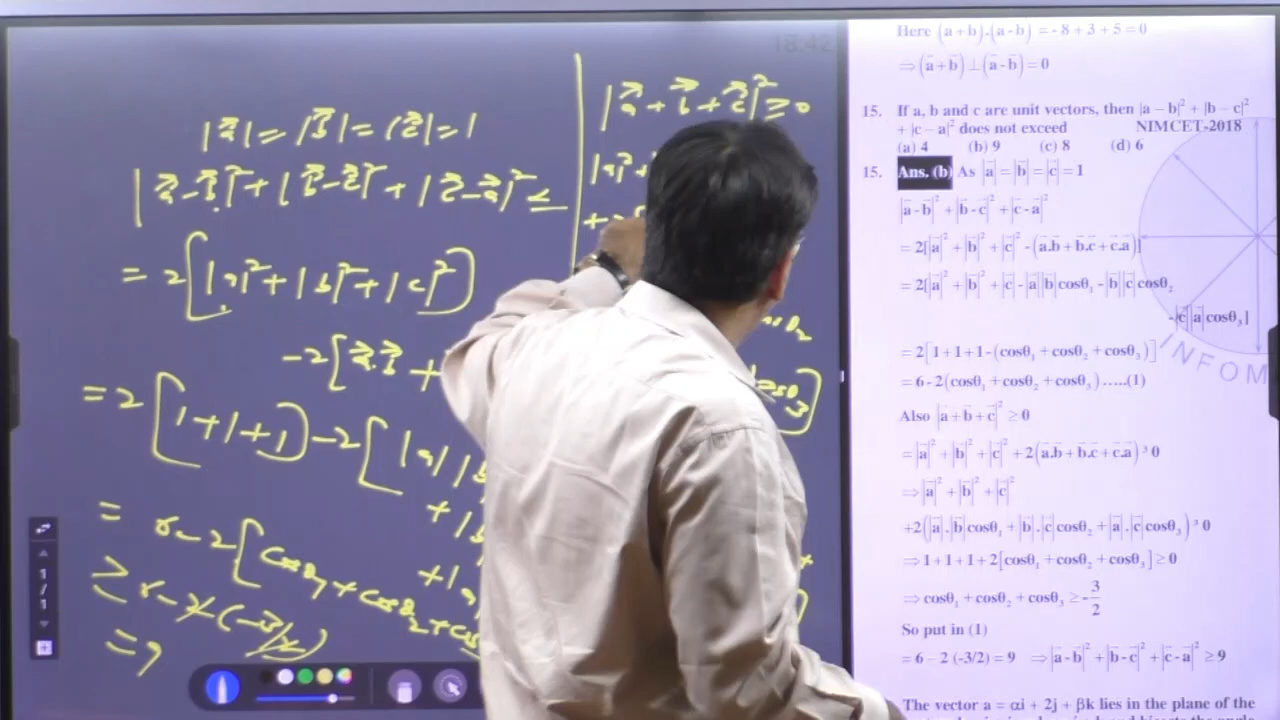 18:42
|a⃗| = |b⃗| = |c⃗| = 1
|a⃗-b⃗|² + |b⃗-c⃗|² + |c⃗-a⃗|² ≤
= 2[|a|² + |b|² + |c|²]
-2[a⃗.b⃗ +
= 2[1+1+1) -2[|a||b
+|b
+|a
= 6-2[cosθ₁ + cosθ₂ + cos
≥ 6-2(-3/2)
= 9
|a⃗ + b⃗ + c⃗|² ≥ 0
|a|² +
Here (a+b).(a-b) = -8+3+5=0
⇒(a+b)⊥(a-b)=0
15. If a, b and c are unit vectors, then |a – b|² + |b – c|²
+ |c – a|² does not exceed NIMCET-2018
(a) 4 (b) 9 (c) 8 (d) 6
15. Ans. (b) As |a|=|b|=|c|=1
|a-b|²+|b-c|²+|c-a|²
=2[|a|²+|b|²+|c|²-(a.b+b.c+c.a)]
=2[|a|²+|b|²+|c|-|a||b|cosθ₁-|b||c|cosθ₂
-|c||a|cosθ₃]
=2[1+1+1-(cosθ₁+cosθ₂+cosθ₃)]
=6-2(cosθ₁+cosθ₂+cosθ₃).....(1)
Also |a+b+c|²≥0
=|a|²+|b|²+|c|²+2(a.b+b.c+c.a)³0
⇒|a|²+|b|²+|c|²
+2(|a|.|b|cosθ₁+|b|.|c|cosθ₂+|a|.|c|cosθ₃)³0
⇒1+1+1+2[cosθ₁+cosθ₂+cosθ₃]≥0
⇒cosθ₁+cosθ₂+cosθ₃≥-3/2
So put in (1)
=6–2(-3/2)=9 ⇒|a-b|²+|b-c|²+|c-a|²≥9
The vector a = αi + 2j + βk lies in the plane of the
INFOM
1/1